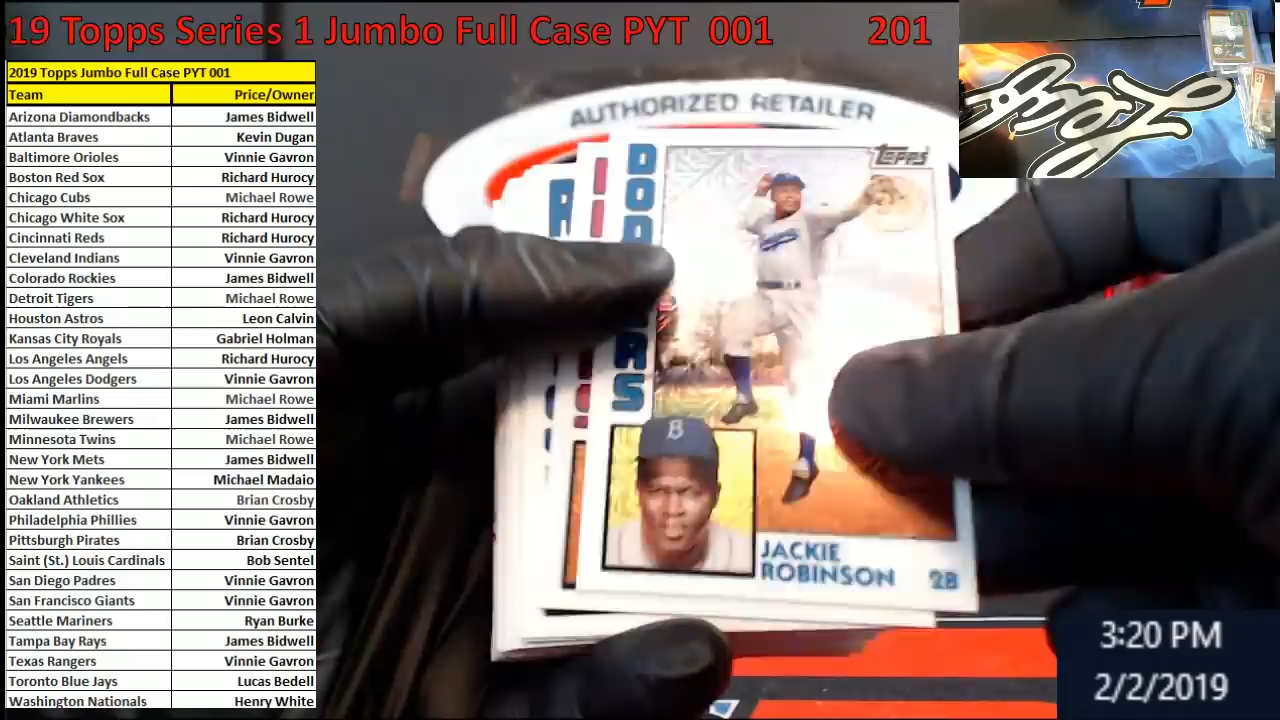 19 Topps Series 1 Jumbo Full Case PYT 001 201
2019 Topps Jumbo Full Case PYT 001
Team Price/Owner
Arizona Diamondbacks James Bidwell
Atlanta Braves Kevin Dugan
Baltimore Orioles Vinnie Gavron
Boston Red Sox Richard Hurocy
Chicago Cubs Michael Rowe
Chicago White Sox Richard Hurocy
Cincinnati Reds Richard Hurocy
Cleveland Indians Vinnie Gavron
Colorado Rockies James Bidwell
Detroit Tigers Michael Rowe
Houston Astros Leon Calvin
Kansas City Royals Gabriel Holman
Los Angeles Angels Richard Hurocy
Los Angeles Dodgers Vinnie Gavron
Miami Marlins Michael Rowe
Milwaukee Brewers James Bidwell
Minnesota Twins Michael Rowe
New York Mets James Bidwell
New York Yankees Michael Madaio
Oakland Athletics Brian Crosby
Philadelphia Phillies Vinnie Gavron
Pittsburgh Pirates Brian Crosby
Saint (St.) Louis Cardinals Bob Sentel
San Diego Padres Vinnie Gavron
San Francisco Giants Vinnie Gavron
Seattle Mariners Ryan Burke
Tampa Bay Rays James Bidwell
Texas Rangers Vinnie Gavron
Toronto Blue Jays Lucas Bedell
Washington Nationals Henry White
AUTHORIZED RETAILER
TOPPS
B
JACKIE
ROBINSON 2B
3:20 PM
2/2/2019